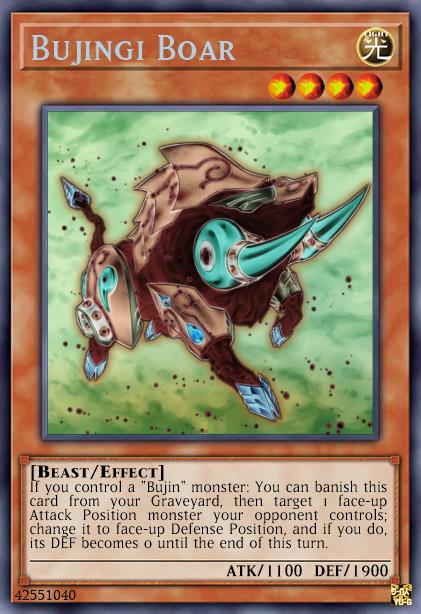 Bujingi Boar
LIGHT
光
[Beast/Effect]
If you control a "Bujin" monster: You can banish this
card from your Graveyard, then target 1 face-up
Attack Position monster your opponent controls;
change it to face-up Defense Position, and if you do,
its DEF becomes 0 until the end of this turn.
ATK/1100 DEF/1900
42551040